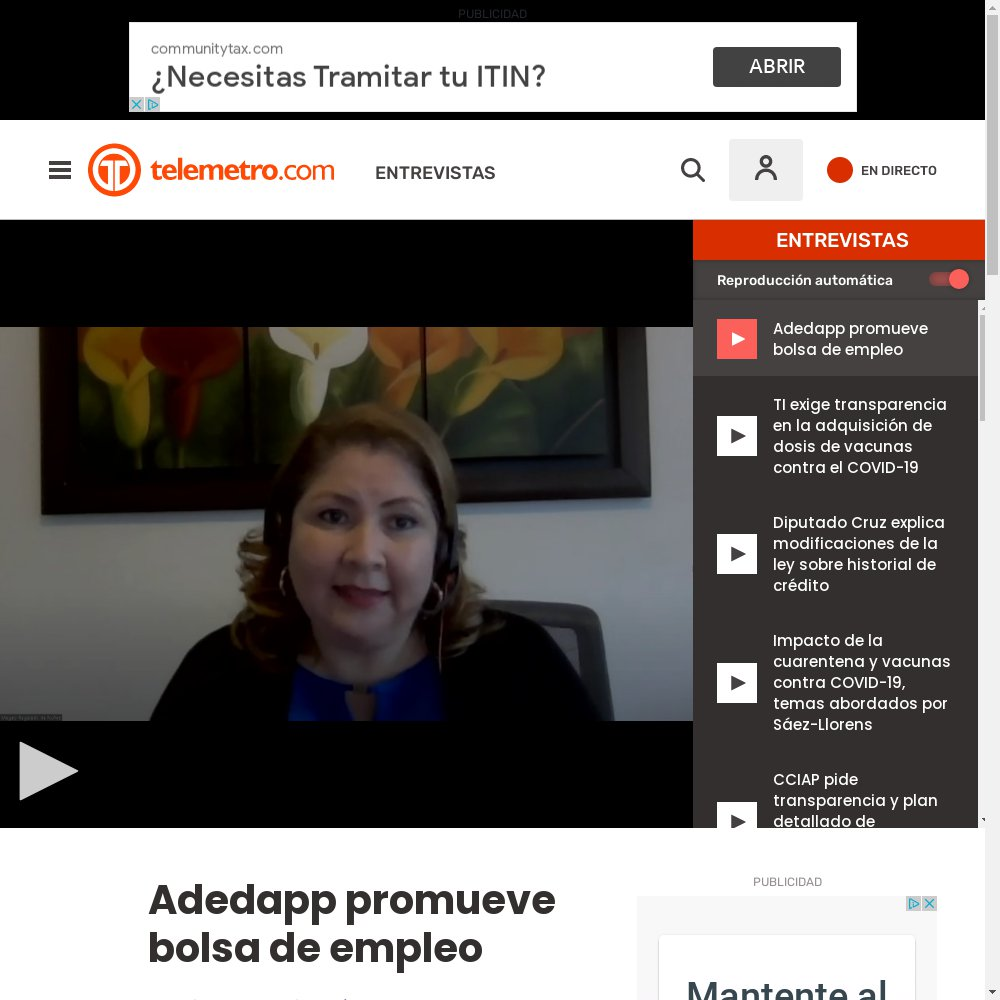 PUBLICIDAD
communitytax.com
¿Necesitas Tramitar tu ITIN?
ABRIR
telemetro.com
ENTREVISTAS
EN DIRECTO
ENTREVISTAS
Reproducción automática
Adedapp promueve
bolsa de empleo
TI exige transparencia
en la adquisición de
dosis de vacunas
contra el COVID-19
Diputado Cruz explica
modificaciones de la
ley sobre historial de
crédito
Impacto de la
cuarentena y vacunas
contra COVID-19,
temas abordados por
Sáez-Llorens
CCIAP pide
transparencia y plan
detallado de
Adedapp promueve
bolsa de empleo
PUBLICIDAD
Mantente al